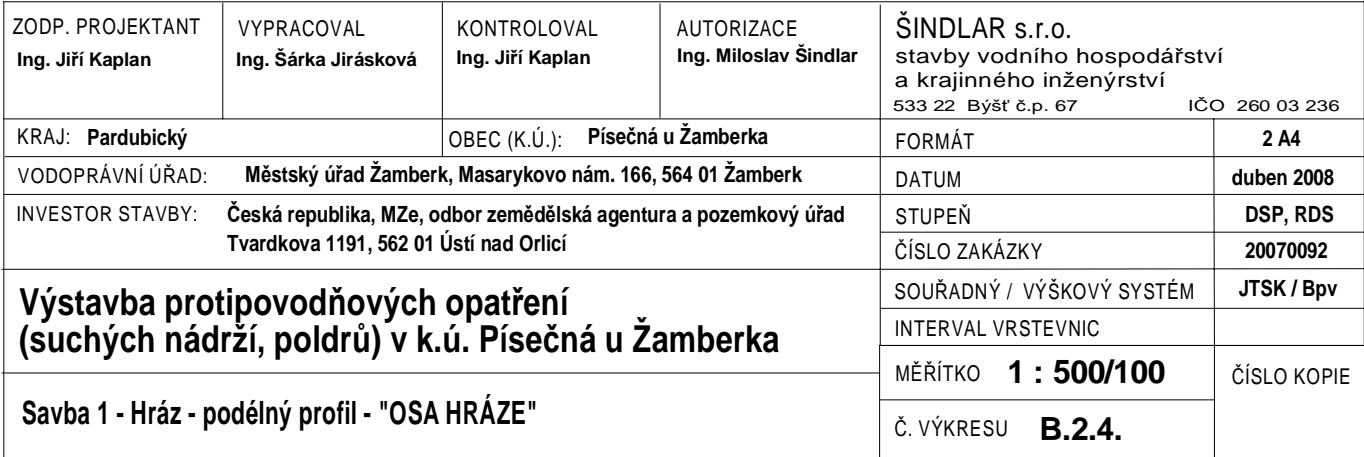 ZODP. PROJEKTANT
Ing. Jiří Kaplan
VYPRACOVAL
Ing. Šárka Jirásková
KONTROLOVAL
Ing. Jiří Kaplan
AUTORIZACE
Ing. Miloslav Šindlar
ŠINDLAR s.r.o.
stavby vodního hospodářství
a krajinného inženýrství
533 22 Býšť č.p. 67 IČO 260 03 236
KRAJ: Pardubický
OBEC (K.Ú.): Písečná u Žamberka
FORMÁT 2 A4
VODOPRÁVNÍ ÚŘAD: Městský úřad Žamberk, Masarykovo nám. 166, 564 01 Žamberk
DATUM duben 2008
INVESTOR STAVBY: Česká republika, MZe, odbor zemědělská agentura a pozemkový úřad
Tvardkova 1191, 562 01 Ústí nad Orlicí
STUPEŇ DSP, RDS
ČÍSLO ZAKÁZKY 20070092
Výstavba protipovodňových opatření
(suchých nádrží, poldrů) v k.ú. Písečná u Žamberka
SOUŘADNÝ / VÝŠKOVÝ SYSTÉM JTSK / Bpv
INTERVAL VRSTEVNIC
MĚŘÍTKO 1 : 500/100
ČÍSLO KOPIE
Savba 1 - Hráz - podélný profil - "OSA HRÁZE"
Č. VÝKRESU B.2.4.